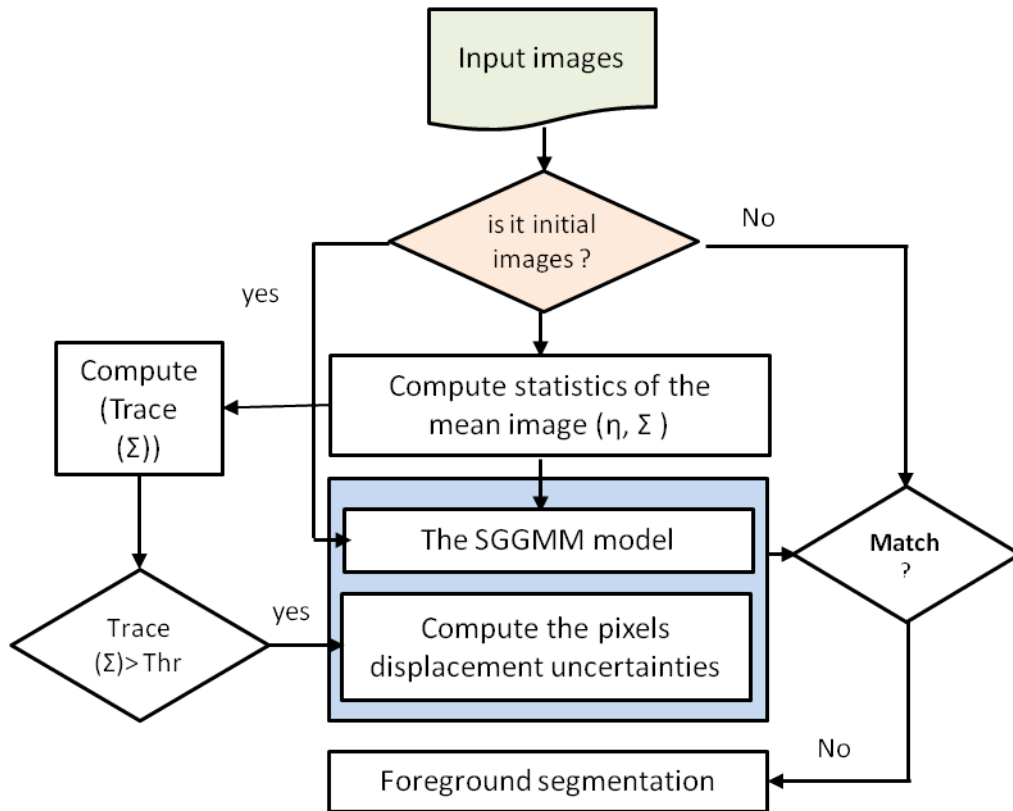 Input images
is it initial
images ?
No
yes
Compute
(Trace
(Σ))
Compute statistics of the
mean image (η, Σ )
The SGGMM model
Match
?
Trace
(Σ)> Thr
yes
Compute the pixels
displacement uncertainties
No
Foreground segmentation